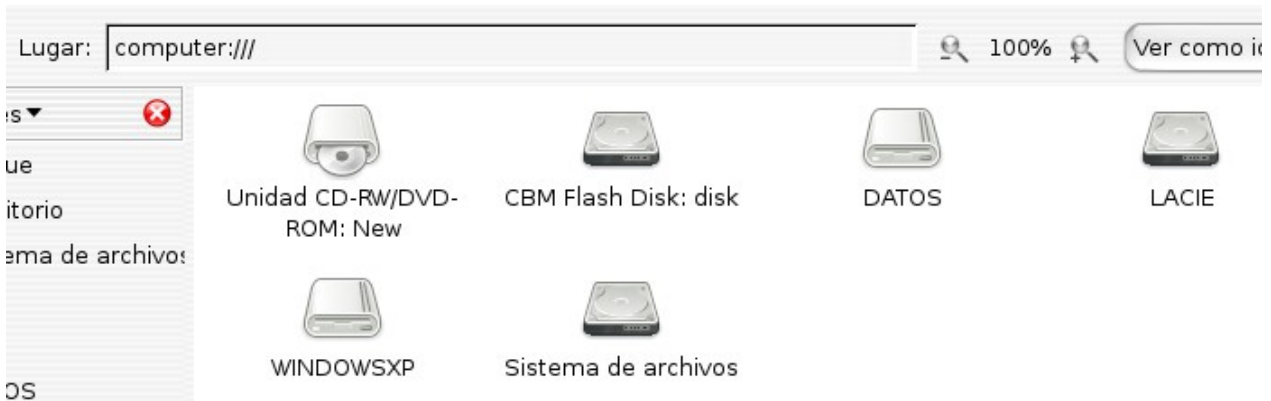 Lugar: computer:/// 100% Ver como
es
ue
itorio
ema de archivos
OS
Unidad CD-RW/DVD-
ROM: New
CBM Flash Disk: disk
DATOS
LACIE
WINDOWSXP
Sistema de archivos